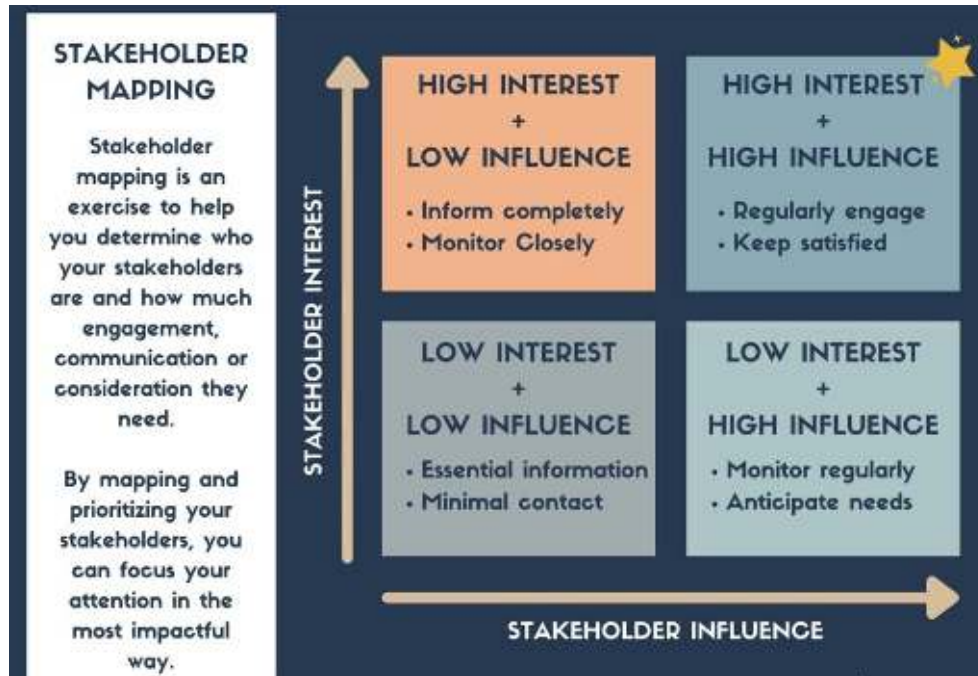 STAKEHOLDER
MAPPING
Stakeholder
mapping is an
exercise to help
you determine who
your stakeholders
are and how much
engagement,
communication or
consideration they
need.
By mapping and
prioritizing your
stakeholders, you
can focus your
attention in the
most impactful
way.
STAKEHOLDER INTEREST
HIGH INTEREST
+
LOW INFLUENCE
• Inform completely
• Monitor Closely
HIGH INTEREST
+
HIGH INFLUENCE
• Regularly engage
• Keep satisfied
LOW INTEREST
+
LOW INFLUENCE
• Essential information
• Minimal contact
LOW INTEREST
+
HIGH INFLUENCE
• Monitor regularly
• Anticipate needs
STAKEHOLDER INFLUENCE